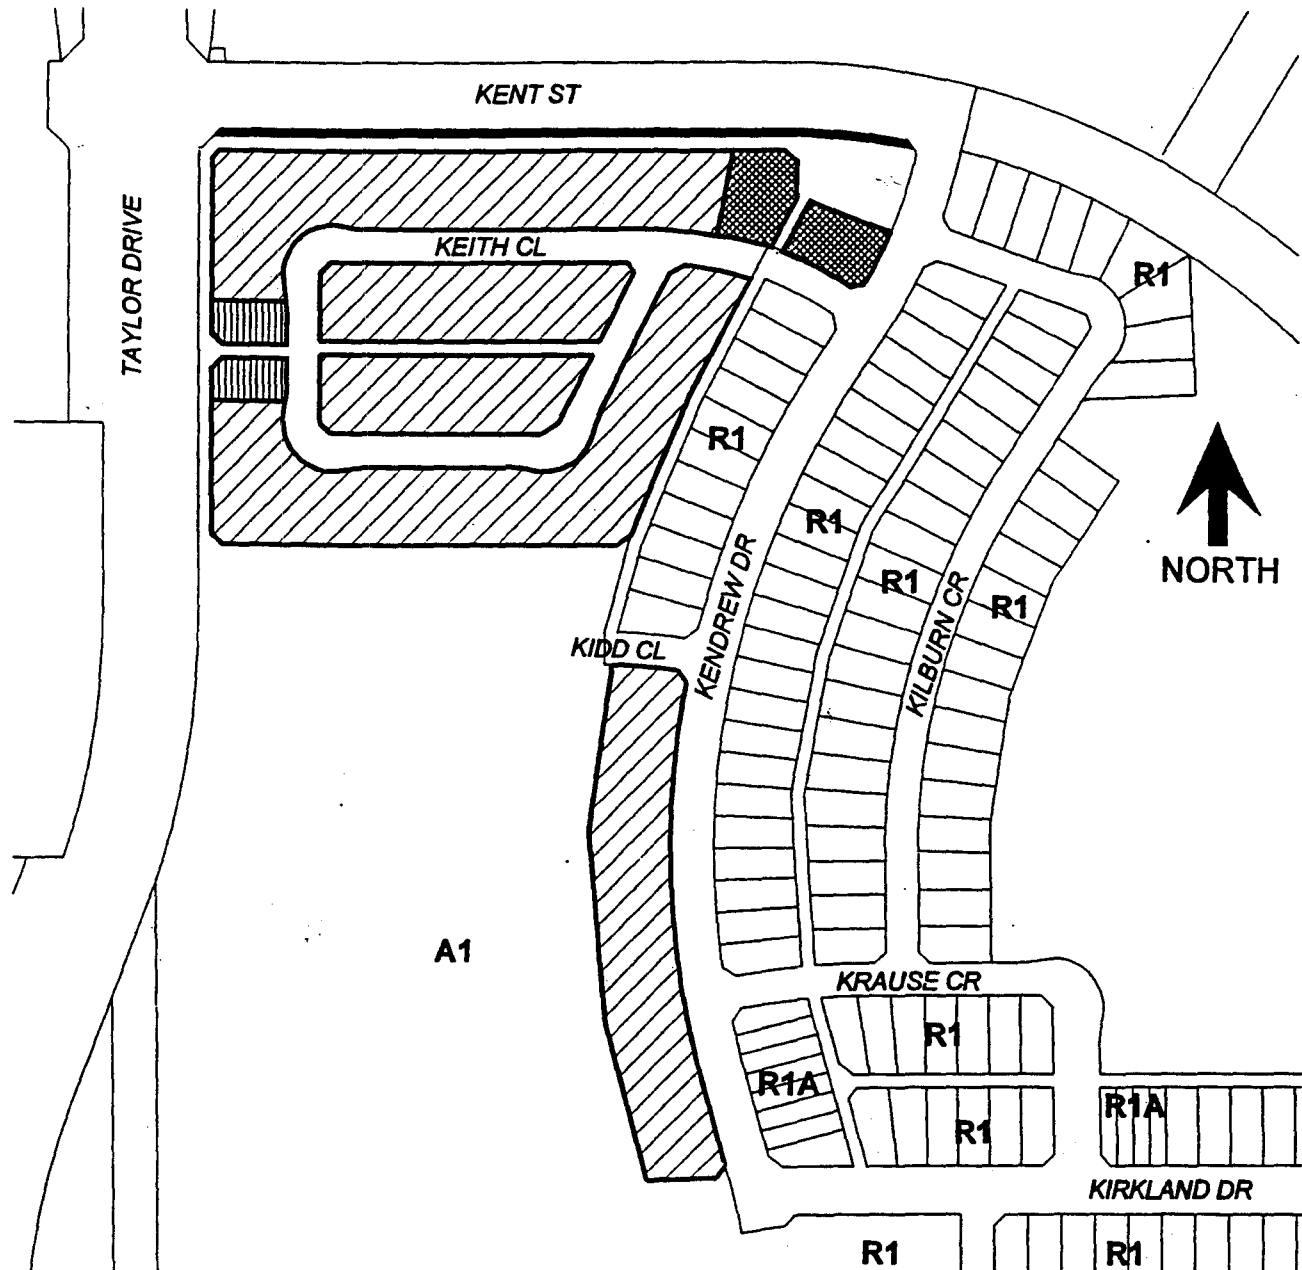 KENT ST
TAYLOR DRIVE
KEITH CL
R1
R1
R1
R1
R1
NORTH
KENDREW DR
KILBURN CR
KIDD CL
A1
KRAUSE CR
R1
R1A
R1A
R1
KIRKLAND DR
R1
R1